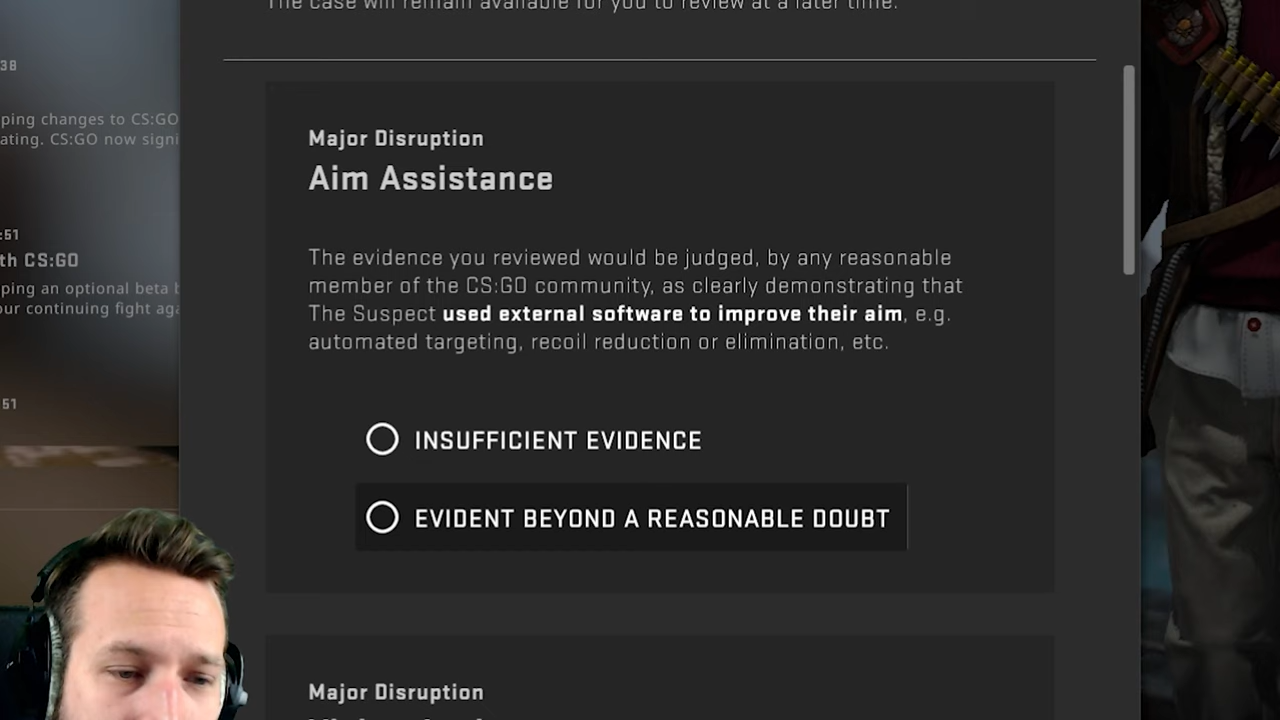 The case will remain available for you to review at a later time.
38
ping changes to CS:GO
ating. CS:GO now signi
:51
th CS:GO
ping an optional beta
our continuing fight aga
51
Major Disruption
Aim Assistance
The evidence you reviewed would be judged, by any reasonable
member of the CS:GO community, as clearly demonstrating that
The Suspect used external software to improve their aim, e.g.
automated targeting, recoil reduction or elimination, etc.
INSUFFICIENT EVIDENCE
EVIDENT BEYOND A REASONABLE DOUBT
Major Disruption